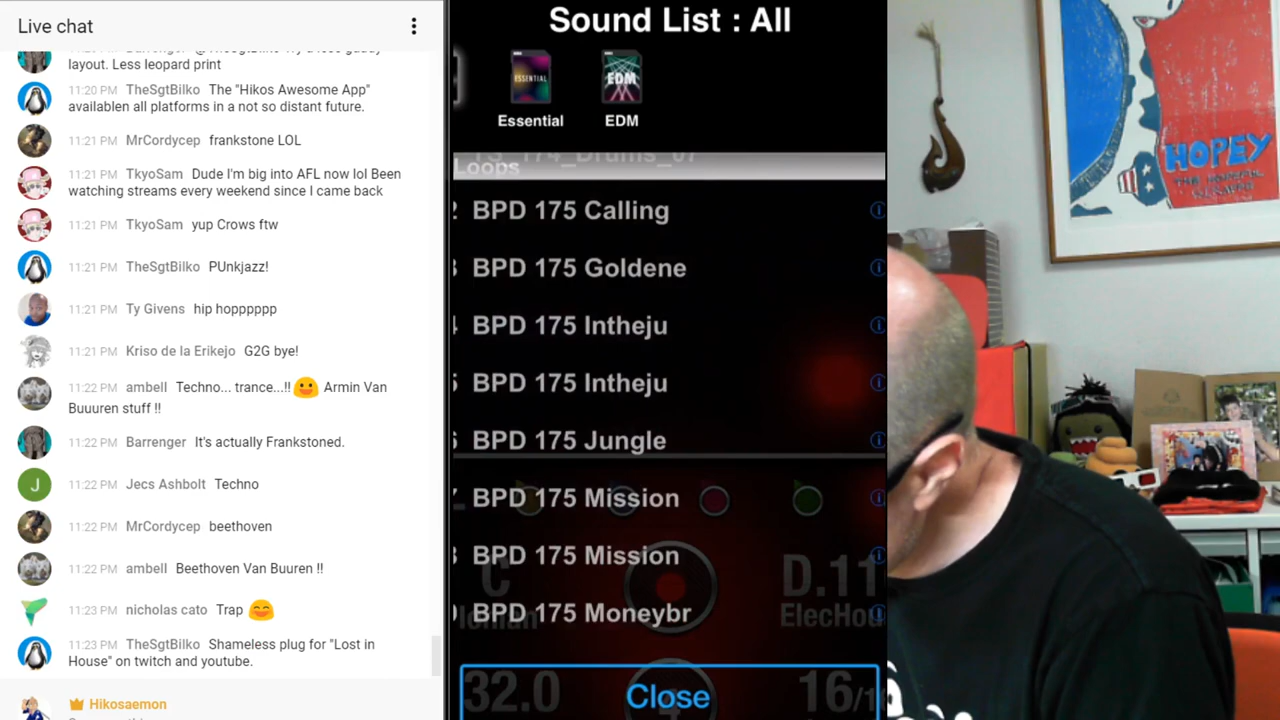 Live chat
layout. Less leopard print
11:20 PM TheSgtBilko The "Hikos Awesome App"
availablen all platforms in a not so distant future.
11:21 PM MrCordycep frankstone LOL
11:21 PM TkyoSam Dude I'm big into AFL now lol Been
watching streams every weekend since I came back
11:21 PM TkyoSam yup Crows ftw
11:21 PM TheSgtBilko PUnkjazz!
11:21 PM Ty Givens hip hopppppp
11:21 PM Kriso de la Erikejo G2G bye!
11:22 PM ambell Techno... trance...!! Armin Van
Buuuren stuff !!
11:22 PM Barrenger It's actually Frankstoned.
J
11:22 PM Jecs Ashbolt Techno
11:22 PM MrCordycep beethoven
11:22 PM ambell Beethoven Van Buuren !!
11:23 PM nicholas cato Trap
11:23 PM TheSgtBilko Shameless plug for "Lost in
House" on twitch and youtube.
Hikosaemon
Sound List : All
ESSENTIAL
EDM
Essential
EDM
Loops
BPD 175 Calling
BPD 175 Goldene
BPD 175 Intheju
BPD 175 Intheju
BPD 175 Jungle
BPD 175 Mission
BPD 175 Mission
BPD 175 Moneybr
C
D.11
ElecHou
32.0
16/1
Close
HOPEY